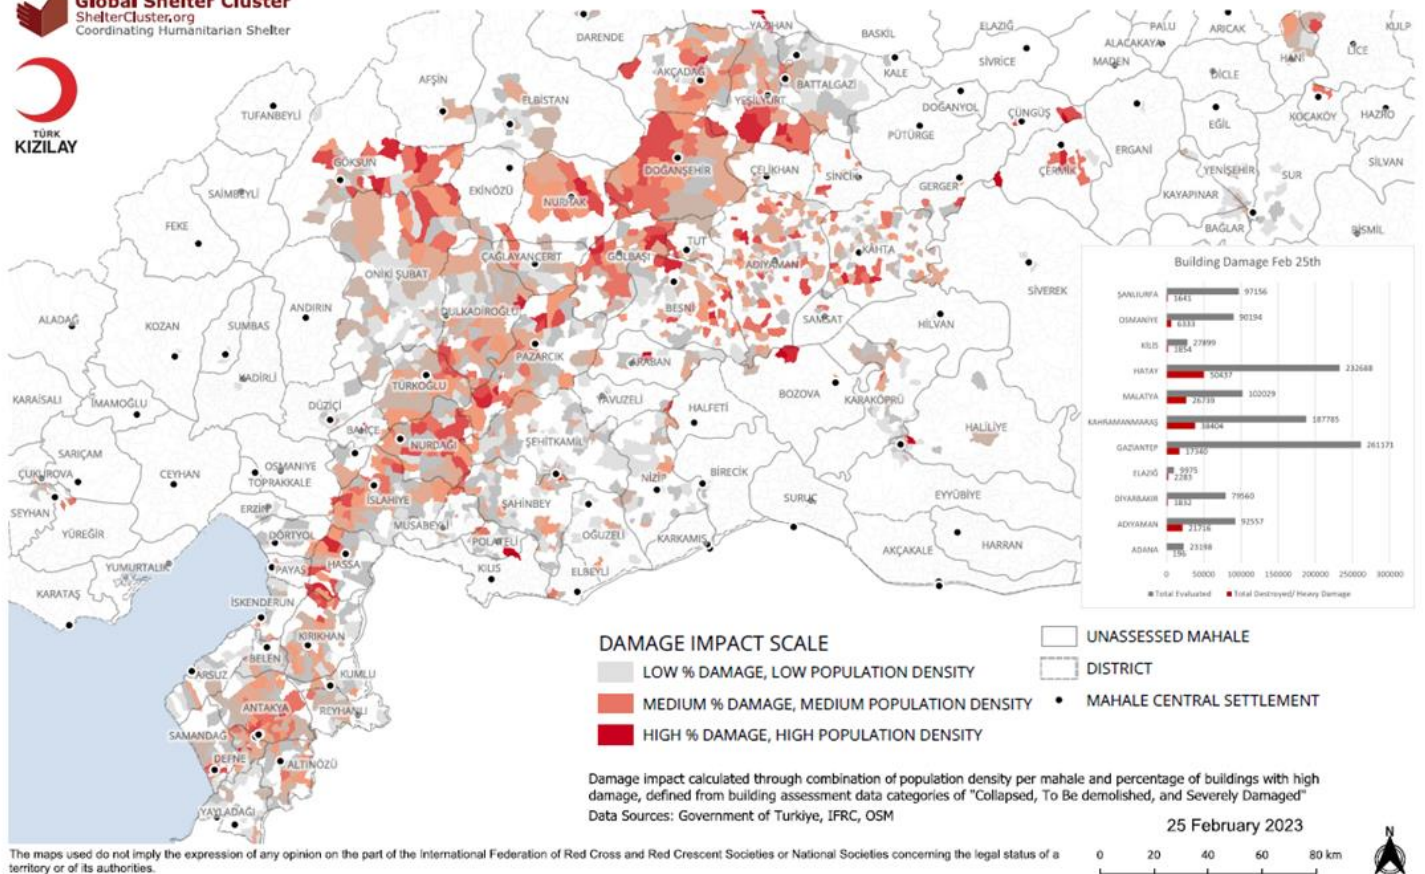 Global Shelter Cluster
ShelterCluster.org
Coordinating Humanitarian Shelter
TÜRK
KIZILAY
DARENDE
YAZIHAN
BASKİL
ELAZIĞ
PALU
ARICAK
KULP
ALACAKAYA
LİCE
AKÇADAĞ
KALE
SİVRİCE
MADEN
HANİ
AFŞİN
BATTALGAZİ
DİCLE
ELBİSTAN
YEŞİLYURT
DOĞANYOL
TUFANBEYLİ
ÇÜNGÜŞ
KOCAKÖY
HAZRO
PÜTÜRGE
EĞİL
ERGANİ
GÖKSUN
DOĞANŞEHİR
ÇELİKHAN
SİNCİK
ÇERMİK
YENİŞEHİR
SUR
SİLVAN
SAİMBEYLİ
EKİNÖZÜ
GERGER
KAYAPINAR
NURHAK
FEKE
BAĞLAR
BİSMİL
TUT
ÇAĞLAYANCERİT
GÖLBAŞI
KAHTA
ADIYAMAN
ONİKİ ŞUBAT
SİVEREK
ANDIRIN
DULKADİROĞLU
BESNİ
SAMSAT
HİLVAN
ALADAĞ
KOZAN
SUMBAS
PAZARCIK
ARABAN
KADİRLİ
TÜRKOĞLU
KARAİSALI
İMAMOĞLU
DÜZİÇİ
YAVUZELİ
HALFETİ
BOZOVA
KARAKÖPRÜ
BAHÇE
NURDAĞI
ŞEHİTKAMİL
HALİLİYE
SARIÇAM
ÇUKUROVA
CEYHAN
OSMANIYE
TOPRAKKALE
NİZİP
BİRECİK
SEYHAN
ERZİN
İSLAHİYE
ŞAHİNBEY
SURUÇ
EYYÜBİYE
YÜREĞİR
DÖRTYOL
MUSABEYLİ
OĞUZELİ
POLATELİ
KARKAMIŞ
AKÇAKALE
HARRAN
YUMURTALIK
PAYAS
HASSA
KILIS
ELBEYLİ
KARATAŞ
İSKENDERUN
KIRIKHAN
BELEN
ARSUZ
KUMLU
ANTAKYA
REYHANLI
SAMANDAĞ
DEFNE
ALTINÖZÜ
YAYLADAĞI
Building Damage Feb 25th
ŞANLIURFA 97156
1641
OSMANİYE 90194
6333
KİLİS 27899
1854
HATAY 232688
50437
MALATYA 102029
26739
KAHRAMANMARAŞ 187785
38404
GAZİANTEP 261171
17340
ELAZIĞ 9975
2283
DİYARBAKIR 79560
1832
ADIYAMAN 92557
21716
ADANA 23198
196
0 50000 100000 150000 200000 250000 300000
Total Evaluated Total Destroyed/ Heavy Damage
DAMAGE IMPACT SCALE
LOW % DAMAGE, LOW POPULATION DENSITY
MEDIUM % DAMAGE, MEDIUM POPULATION DENSITY
HIGH % DAMAGE, HIGH POPULATION DENSITY
UNASSESSED MAHALE
DISTRICT
MAHALE CENTRAL SETTLEMENT
Damage impact calculated through combination of population density per mahale and percentage of buildings with high
damage, defined from building assessment data categories of "Collapsed, To Be demolished, and Severely Damaged"
Data Sources: Government of Turkiye, IFRC, OSM
25 February 2023
The maps used do not imply the expression of any opinion on the part of the International Federation of Red Cross and Red Crescent Societies or National Societies concerning the legal status of a
territory or of its authorities.
0 20 40 60 80 km
N